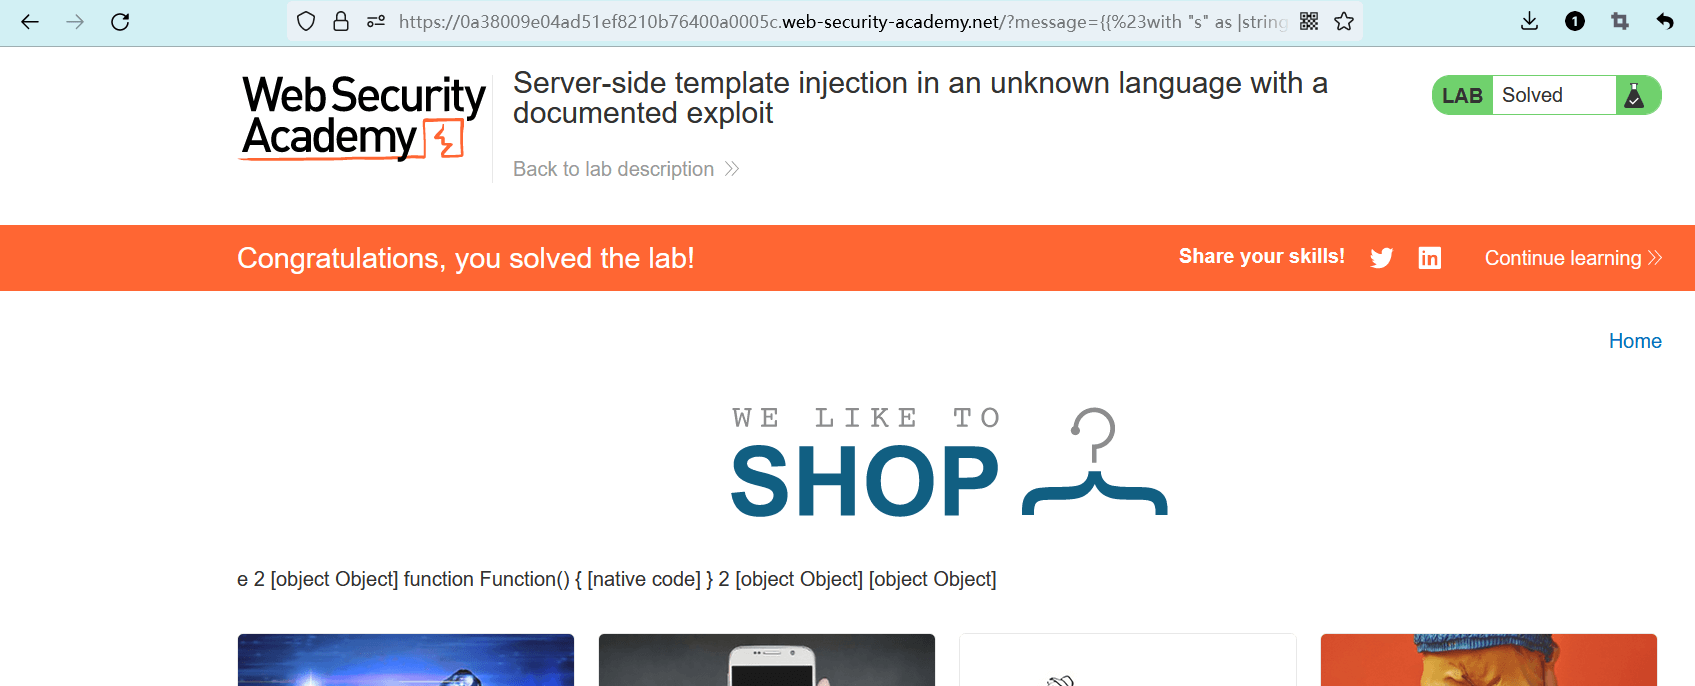 https://0a38009e04ad51ef8210b76400a0005c.web-security-academy.net/?message={{%23with "s" as |string
1
Web Security
Academy
Server-side template injection in an unknown language with a
documented exploit
Back to lab description
LAB Solved
Congratulations, you solved the lab!
Share your skills!
in
Continue learning
Home
WE LIKE TO
SHOP
e 2 [object Object] function Function() { [native code] } 2 [object Object] [object Object]